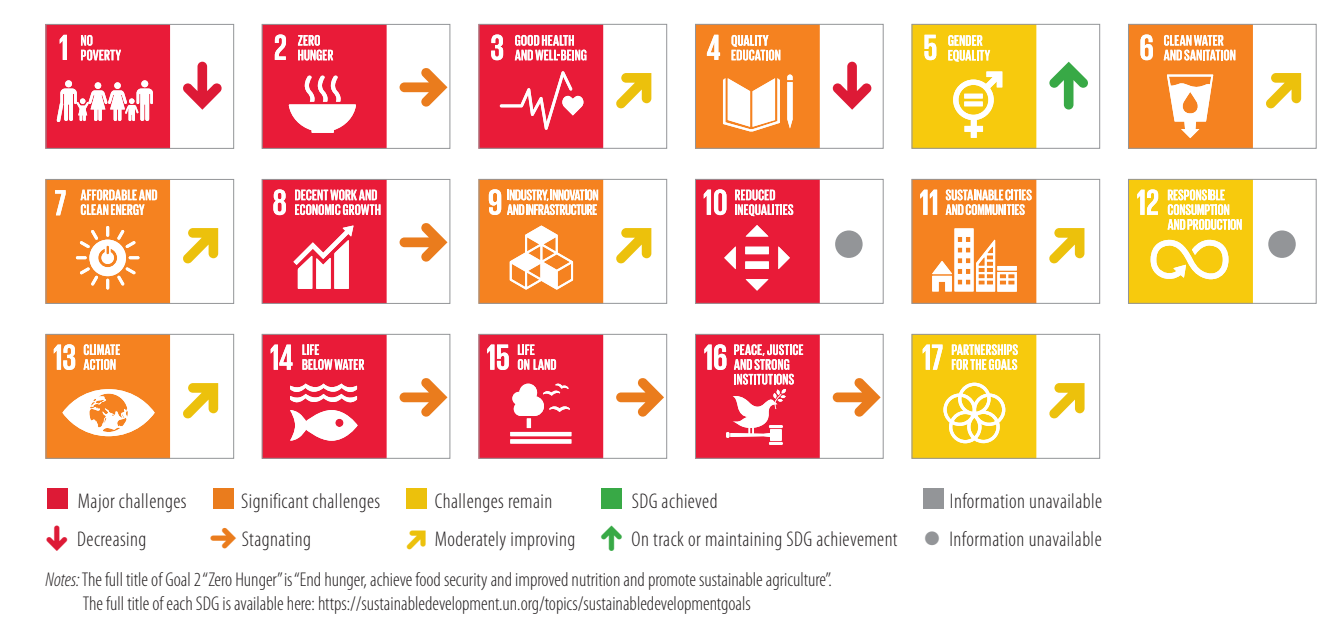 1 NO
POVERTY
2 ZERO
HUNGER
3 GOOD HEALTH
AND WELL-BEING
4 QUALITY
EDUCATION
5 GENDER
EQUALITY
6 CLEAN WATER
AND SANITATION
7 AFFORDABLE AND
CLEAN ENERGY
8 DECENT WORK AND
ECONOMIC GROWTH
9 INDUSTRY, INNOVATION
AND INFRASTRUCTURE
10 REDUCED
INEQUALITIES
11 SUSTAINABLE CITIES
AND COMMUNITIES
12 RESPONSIBLE
CONSUMPTION
AND PRODUCTION
13 CLIMATE
ACTION
14 LIFE
BELOW WATER
15 LIFE
ON LAND
16 PEACE, JUSTICE
AND STRONG
INSTITUTIONS
17 PARTNERSHIPS
FOR THE GOALS
Major challenges
Significant challenges
Challenges remain
SDG achieved
Information unavailable
Decreasing
Stagnating
Moderately improving
On track or maintaining SDG achievement
Information unavailable
Notes: The full title of Goal 2 “Zero Hunger” is “End hunger, achieve food security and improved nutrition and promote sustainable agriculture”.
The full title of each SDG is available here: https://sustainabledevelopment.un.org/topics/sustainabledevelopmentgoals